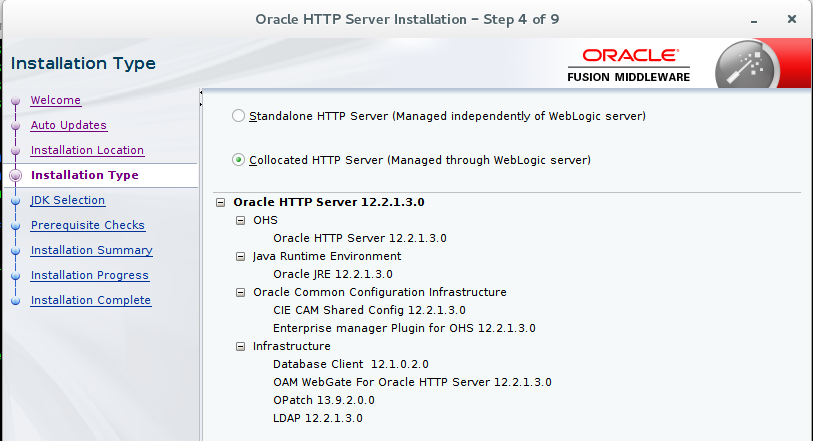 Oracle HTTP Server Installation – Step 4 of 9
Installation Type
ORACLE
FUSION MIDDLEWARE
Welcome
Auto Updates
Installation Location
Installation Type
JDK Selection
Prerequisite Checks
Installation Summary
Installation Progress
Installation Complete
Standalone HTTP Server (Managed independently of WebLogic server)
Collocated HTTP Server (Managed through WebLogic server)
Oracle HTTP Server 12.2.1.3.0
OHS
Oracle HTTP Server 12.2.1.3.0
Java Runtime Environment
Oracle JRE 12.2.1.3.0
Oracle Common Configuration Infrastructure
CIE CAM Shared Config 12.2.1.3.0
Enterprise manager Plugin for OHS 12.2.1.3.0
Infrastructure
Database Client 12.1.0.2.0
OAM WebGate For Oracle HTTP Server 12.2.1.3.0
OPatch 13.9.2.0.0
LDAP 12.2.1.3.0